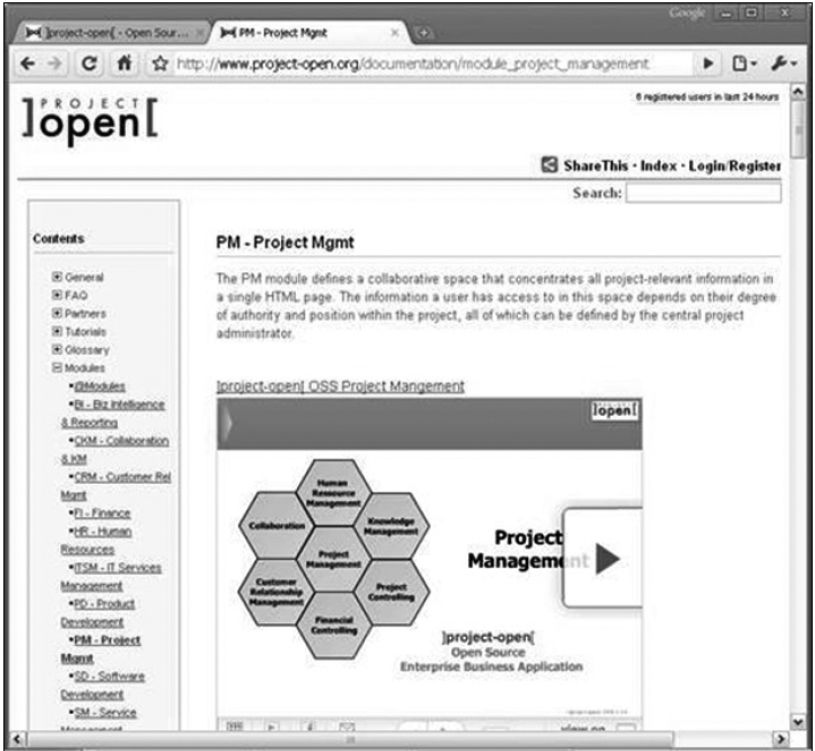 Google
]project-open[ - Open Sour...
PM - Project Mgmt
http://www.project-open.org/documentation/module_project_management
PROJECT
]open[
6 registered users in last 24 hours
ShareThis · Index · Login/Register
Search:
Contents
General
FAQ
Partners
Tutorials
Glossary
Modules
@Modules
BI - Biz Intelligence
& Reporting
CKM - Collaboration
& KM
CRM - Customer Rel
Mgmt
FI - Finance
HR - Human
Resources
ITSM - IT Services
Management
PD - Product
Development
PM - Project
Mgmt
SD - Software
Development
SM - Service
Management
PM - Project Mgmt
The PM module defines a collaborative space that concentrates all project-relevant information in
a single HTML page. The information a user has access to in this space depends on their degree
of authority and position within the project, all of which can be defined by the central project
administrator.
]project-open[ OSS Project Mangement
]open[
Human
Ressource
Management
Collaboration
Knowledge
Management
Project
Management
Customer
Relationship
Management
Project
Controlling
Financial
Controlling
Project
Management
]project-open[
Open Source
Enterprise Business Application
view on